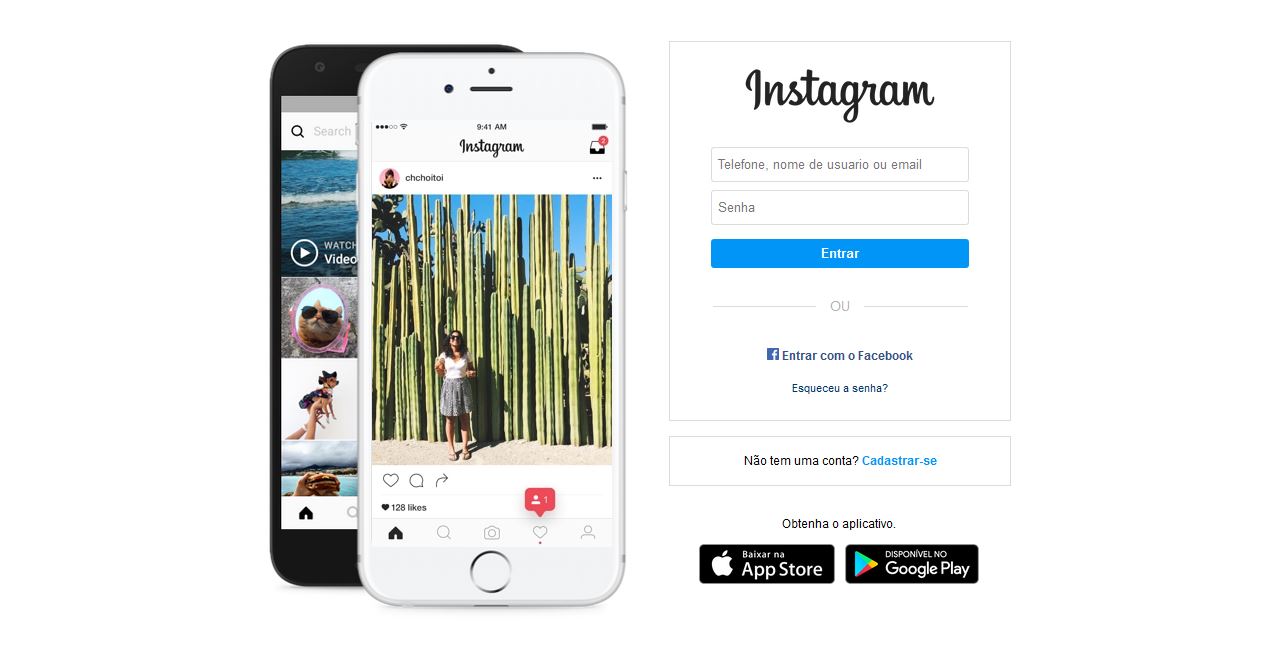 Search
WATCH
Video
9:41 AM
Instagram
2
chchoitoi
128 likes
1
Instagram
Telefone, nome de usuario ou email
Senha
Entrar
OU
Entrar com o Facebook
Esqueceu a senha?
Não tem uma conta? Cadastrar-se
Obtenha o aplicativo.
Baixar na
App Store
DISPONÍVEL NO
Google Play